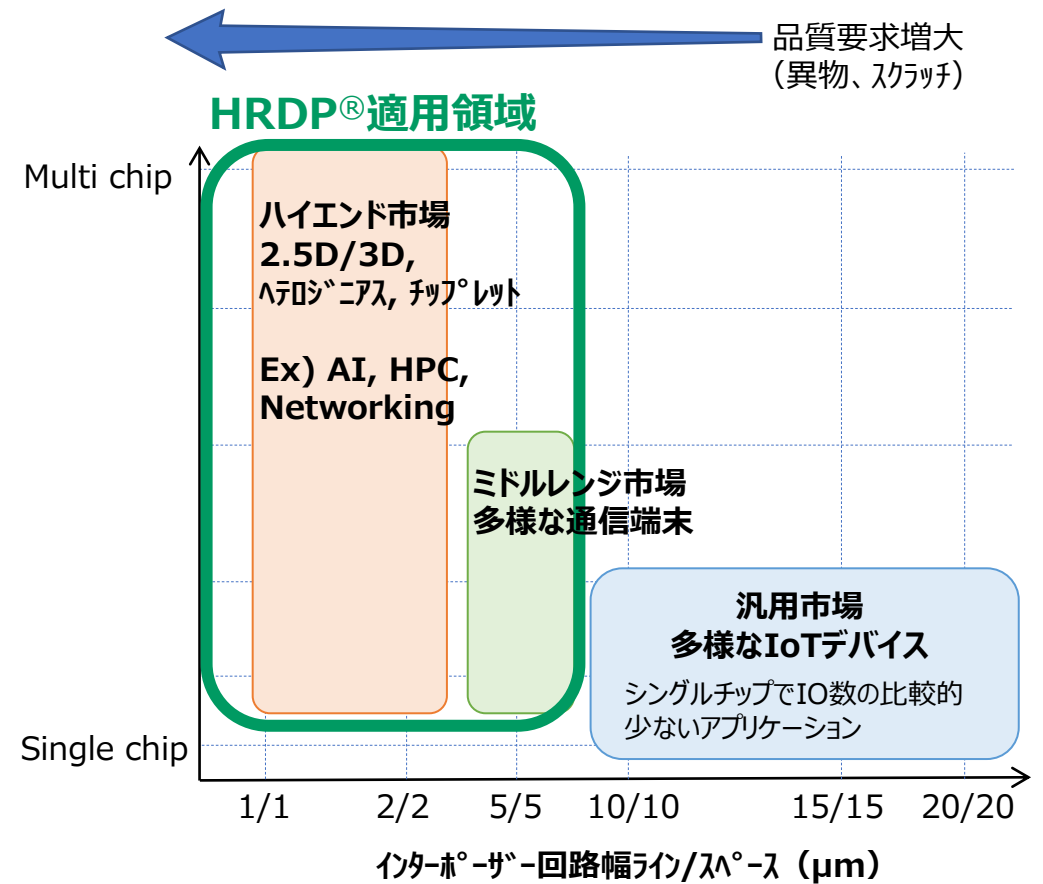 品質要求増大
（異物、ｽｸﾗｯﾁ）
HRDP®適用領域
Multi chip
ハイエンド市場
2.5D/3D,
ﾍﾃﾛｼﾞﾆｱｽ, ﾁｯﾌﾟﾚｯﾄ
Ex) AI, HPC,
Networking
ミドルレンジ市場
多様な通信端末
汎用市場
多様なIoTデバイス
シングルチップでIO数の比較的
少ないアプリケーション
Single chip
1/1 2/2 5/5 10/10 15/15 20/20
ｲﾝﾀｰﾎﾟｰｻﾞｰ回路幅ﾗｲﾝ/ｽﾍﾟｰｽ（μm）